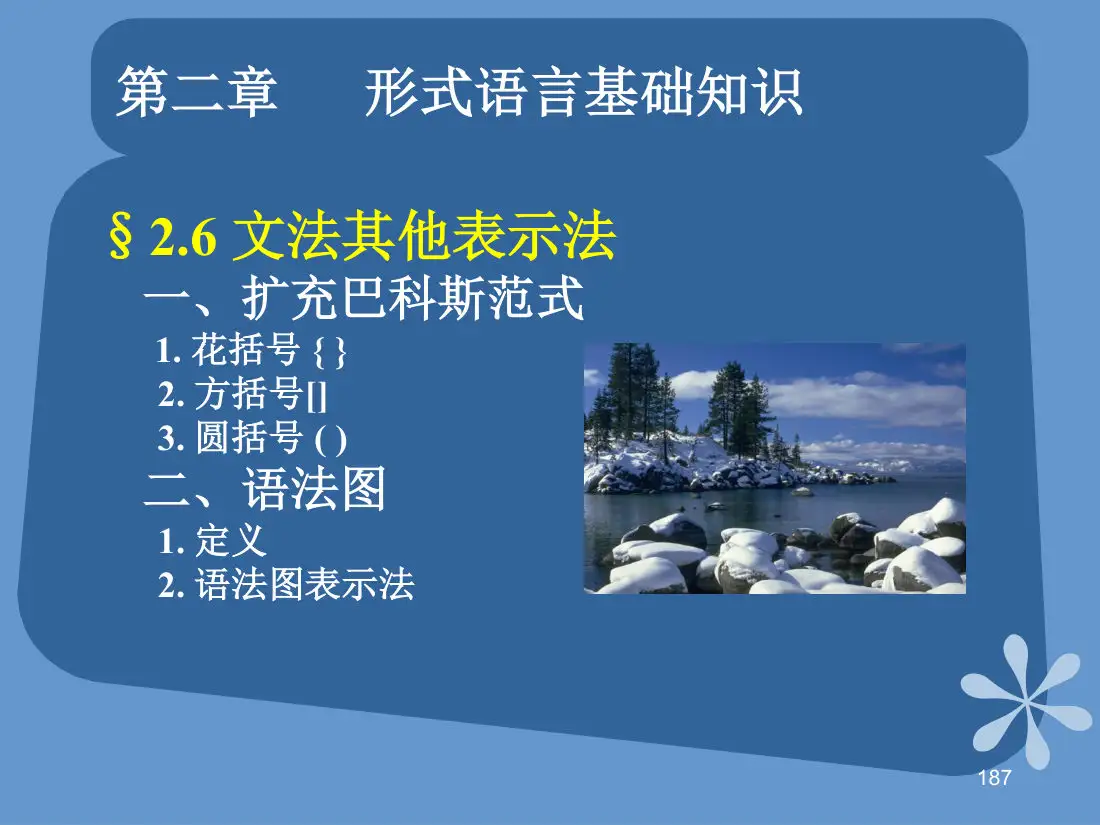 第二章 形式语言基础知识
§2.6 文法其他表示法
一、扩充巴科斯范式
1. 花括号 { }
2. 方括号[]
3. 圆括号 ( )
二、语法图
1. 定义
2. 语法图表示法
187